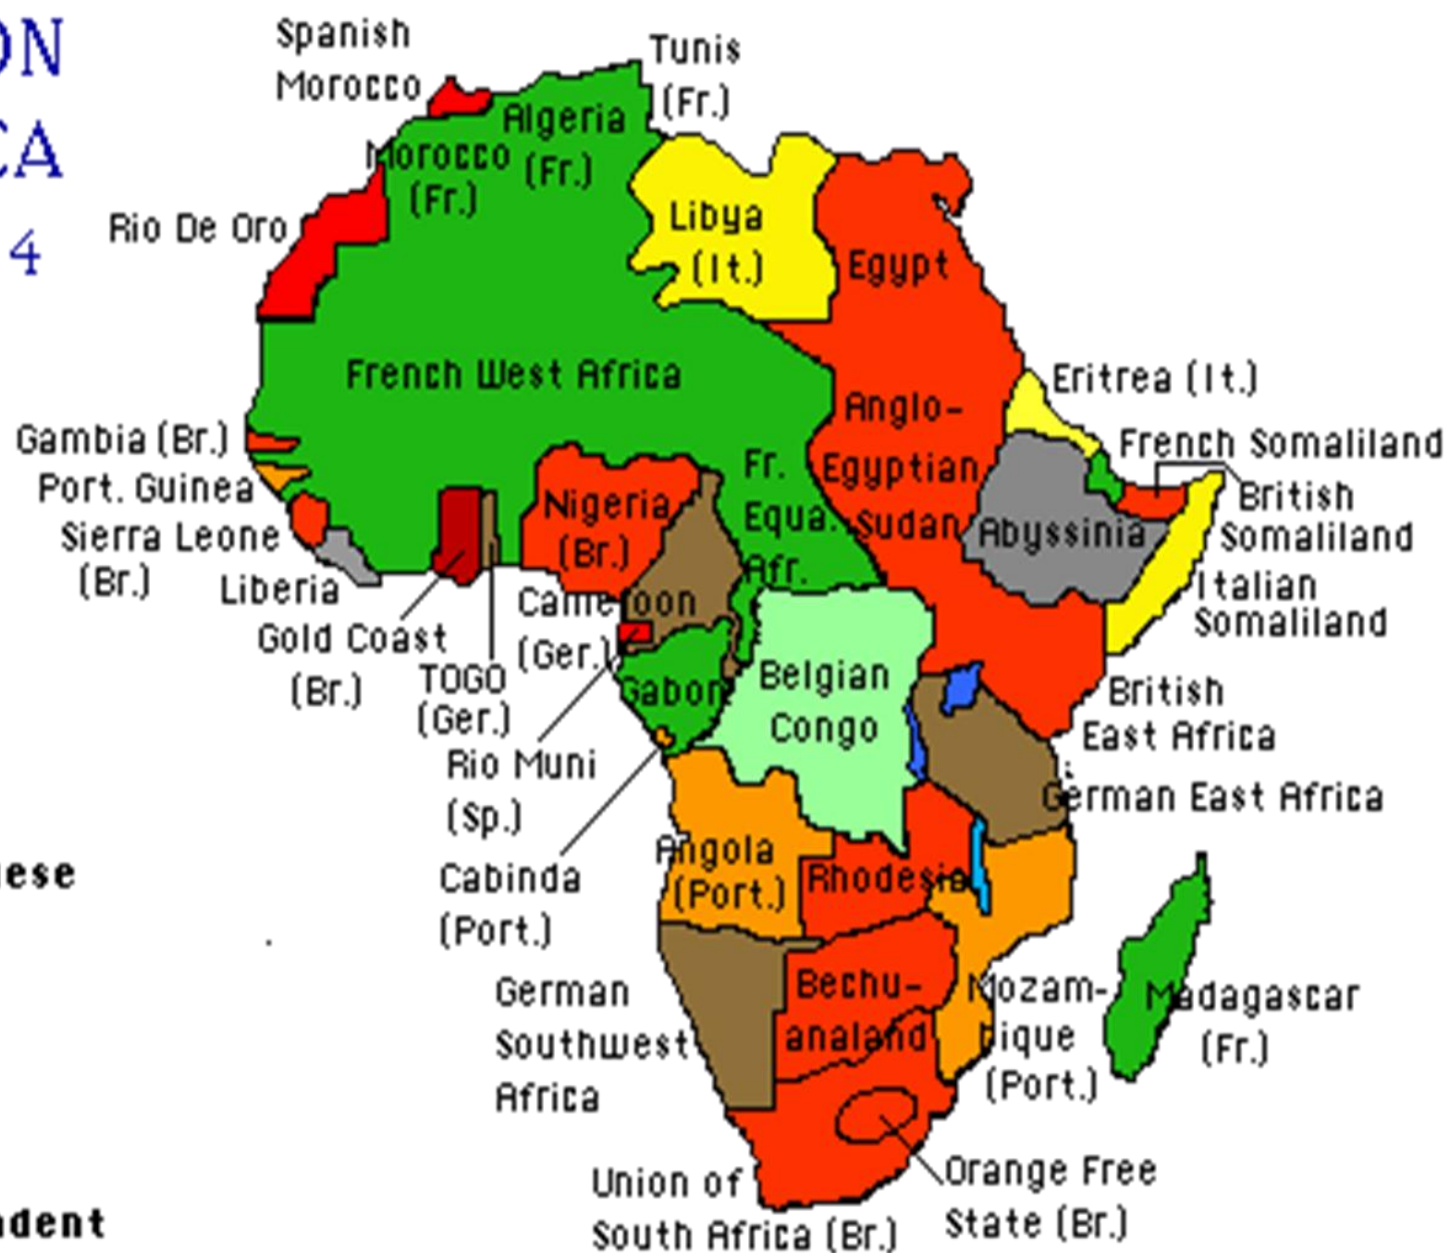 ON
CA
4
Spanish
Morocco
Tunis
(Fr.)
Algeria
(Fr.)
Morocco
(Fr.)
Rio De Oro
Libya
(It.)
Egypt
French West Africa
Eritrea (It.)
Anglo-
Egyptian
Sudan
French Somaliland
Gambia (Br.)
Port. Guinea
Sierra Leone
(Br.)
Liberia
Fr.
Equa.
Afr.
Nigeria
(Br.)
Abyssinia
British
Somaliland
Italian
Somaliland
Gold Coast
(Br.)
TOGO
(Ger.)
Cameroon
(Ger.)
Gabon
Belgian
Congo
British
East Africa
Rio Muni
(Sp.)
German East Africa
Cabinda
(Port.)
Angola
(Port.)
Rhodesia
German
Southwest
Africa
Bechu-
analand
Mozam-
bique
(Port.)
Madagascar
(Fr.)
Union of
South Africa (Br.)
Orange Free
State (Br.)
uese
ndent